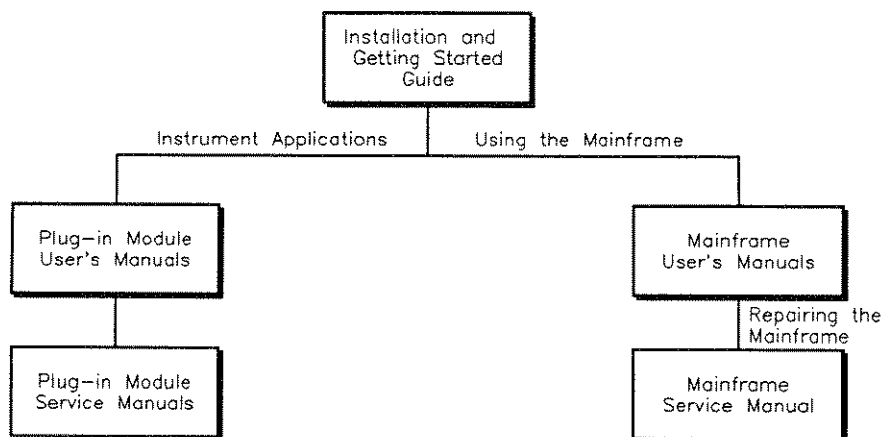 Installation and
Getting Started
Guide
Instrument Applications
Using the Mainframe
Plug-in Module
User's Manuals
Mainframe
User's Manuals
Repairing the
Mainframe
Plug-in Module
Service Manuals
Mainframe
Service Manual